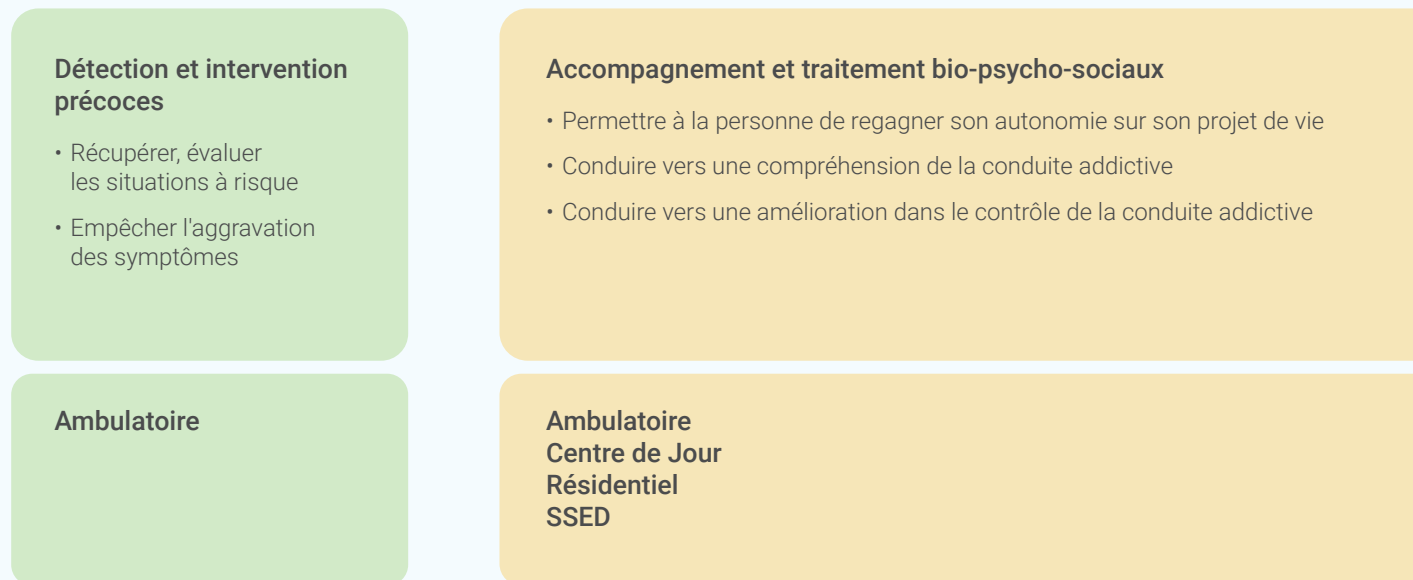 Détection et intervention
précoces
• Récupérer, évaluer
les situations à risque
• Empêcher l'aggravation
des symptômes
Accompagnement et traitement bio-psycho-sociaux
• Permettre à la personne de regagner son autonomie sur son projet de vie
• Conduire vers une compréhension de la conduite addictive
• Conduire vers une amélioration dans le contrôle de la conduite addictive
Ambulatoire
Ambulatoire
Centre de Jour
Résidentiel
SSED